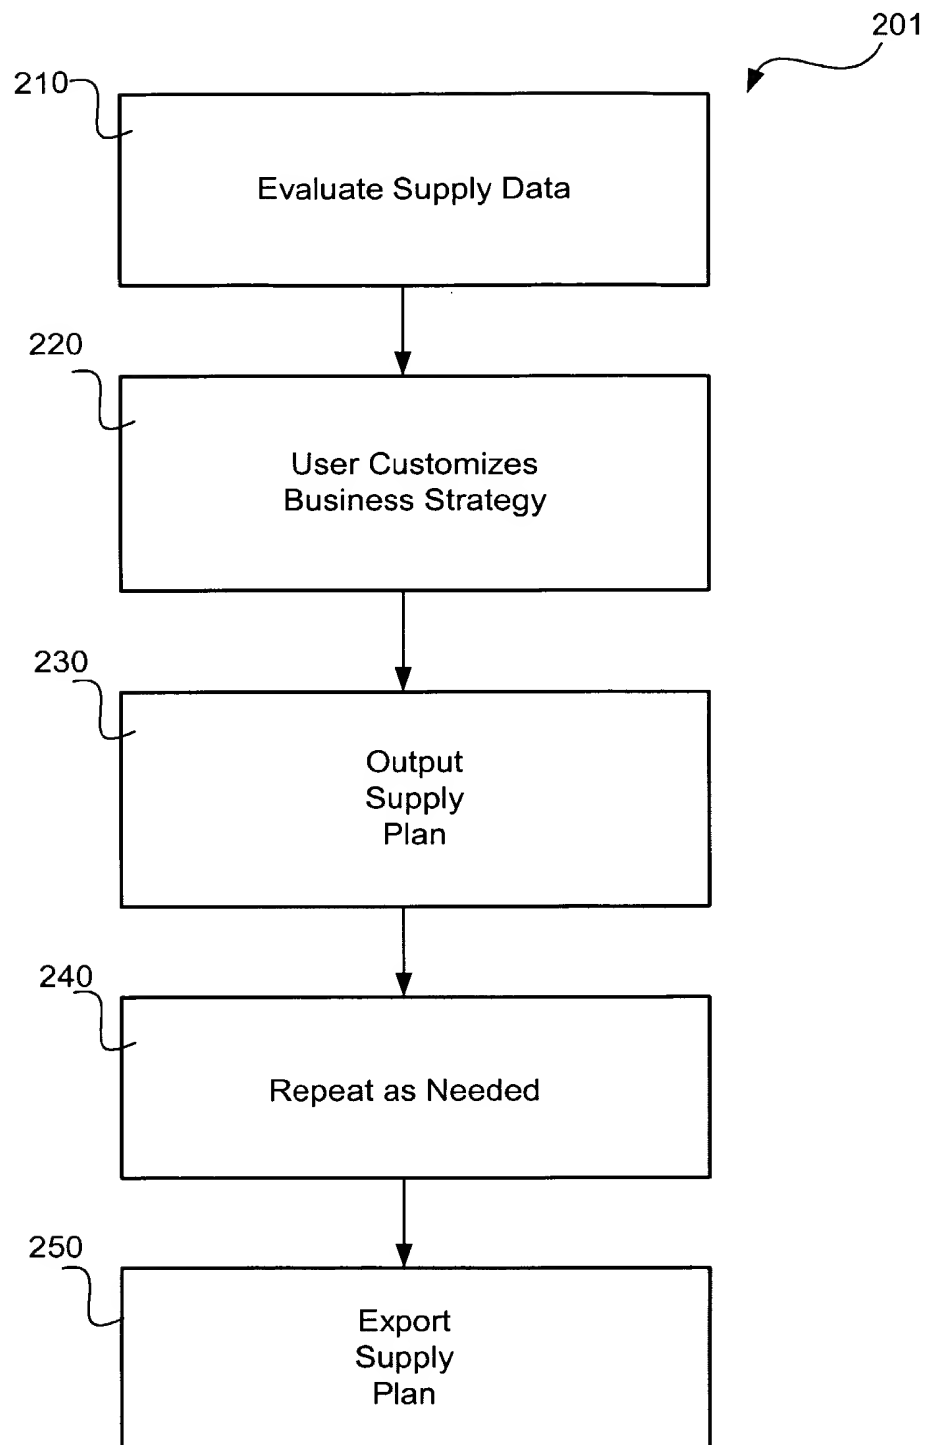 201
210
Evaluate Supply Data
220
User Customizes
Business Strategy
230
Output
Supply
Plan
240
Repeat as Needed
250
Export
Supply
Plan